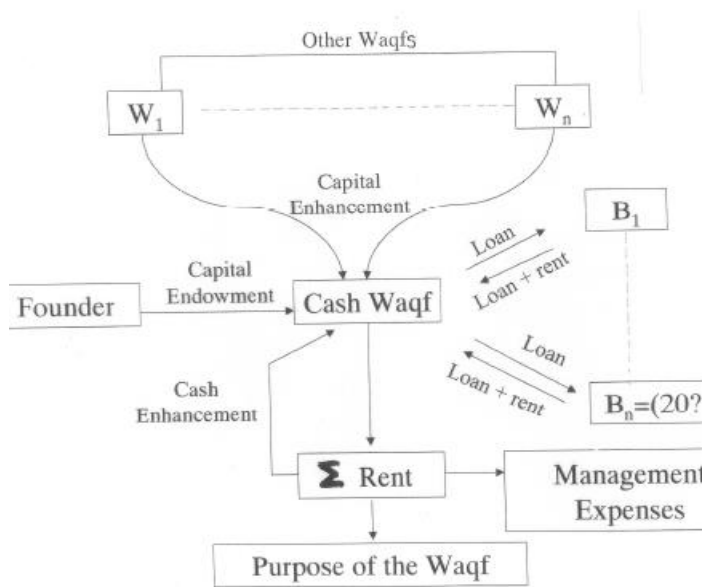 Other Waqfs
W1
Wn
Capital
Enhancement
B1
Loan
Loan + rent
Capital
Endowment
Founder
Cash Waqf
Loan
Loan + rent
Cash
Enhancement
Bn=(20?
Σ Rent
Management
Expenses
Purpose of the Waqf